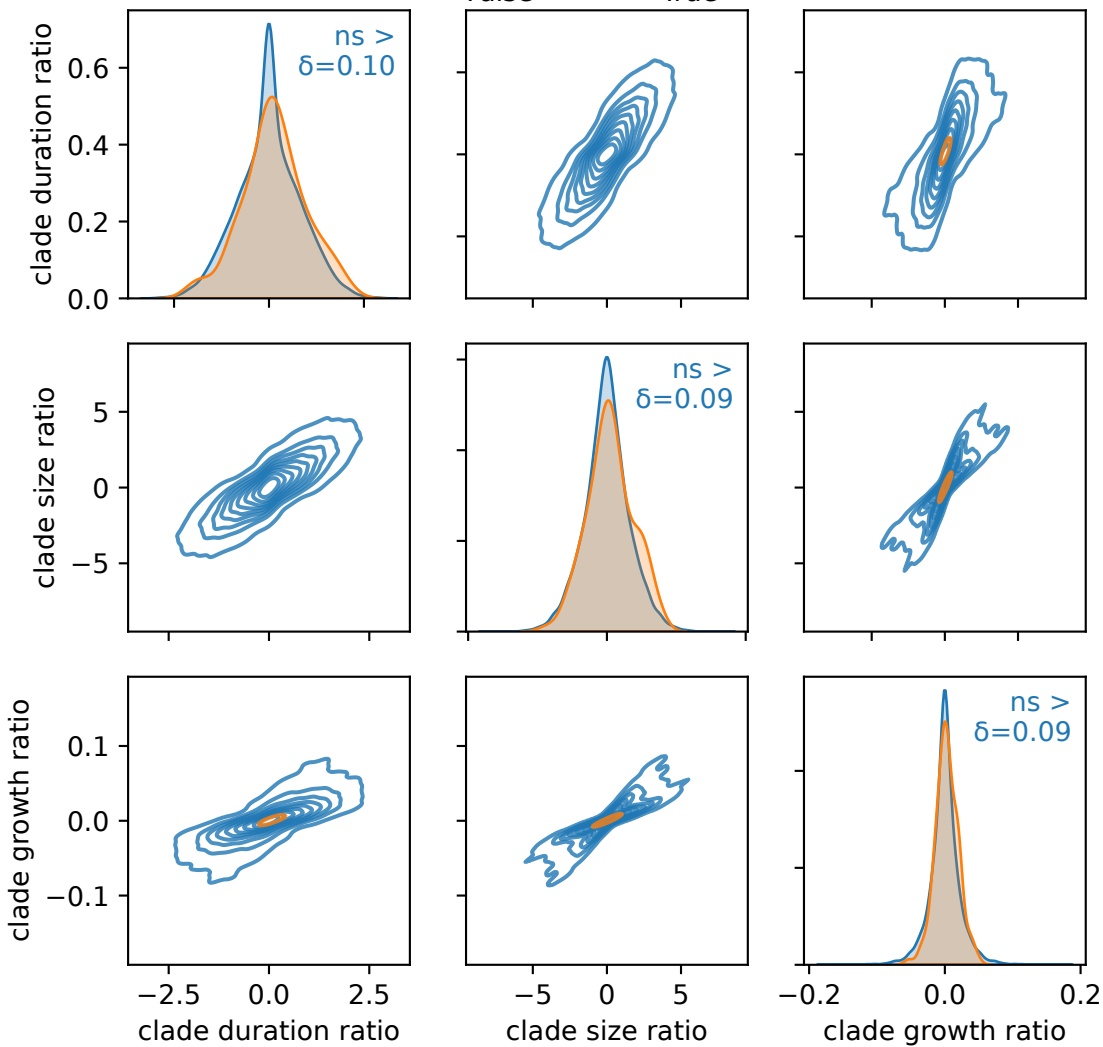 clade duration ratio
0.6
0.4
0.2
0.0
ns >
δ=0.10
clade size ratio
5
0
−5
ns >
δ=0.09
clade growth ratio
0.1
0.0
−0.1
ns >
δ=0.09
−2.5 0.0 2.5
clade duration ratio
−5 0 5
clade size ratio
−0.2 0.0 0.2
clade growth ratio